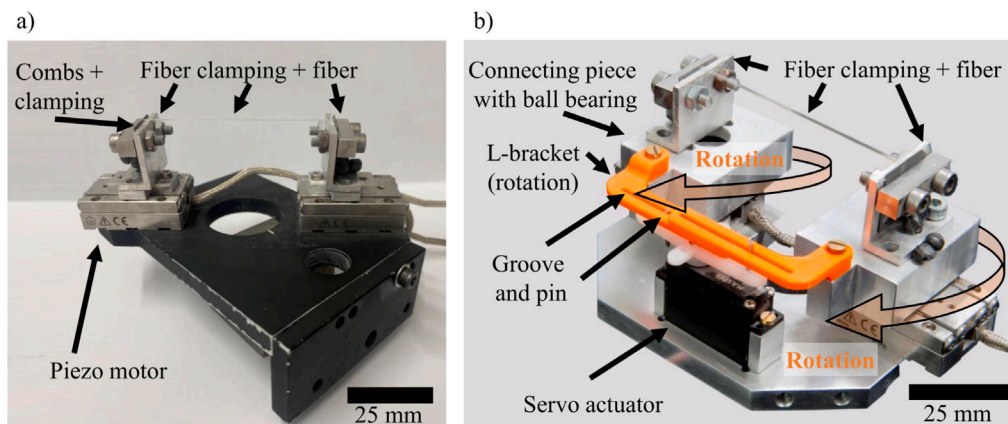 a)
Combs +
clamping
Fiber clamping + fiber
Piezo motor
25 mm
b)
Connecting piece
with ball bearing
Fiber clamping + fiber
L-bracket
(rotation)
Rotation
Groove
and pin
Rotation
Servo actuator
25 mm